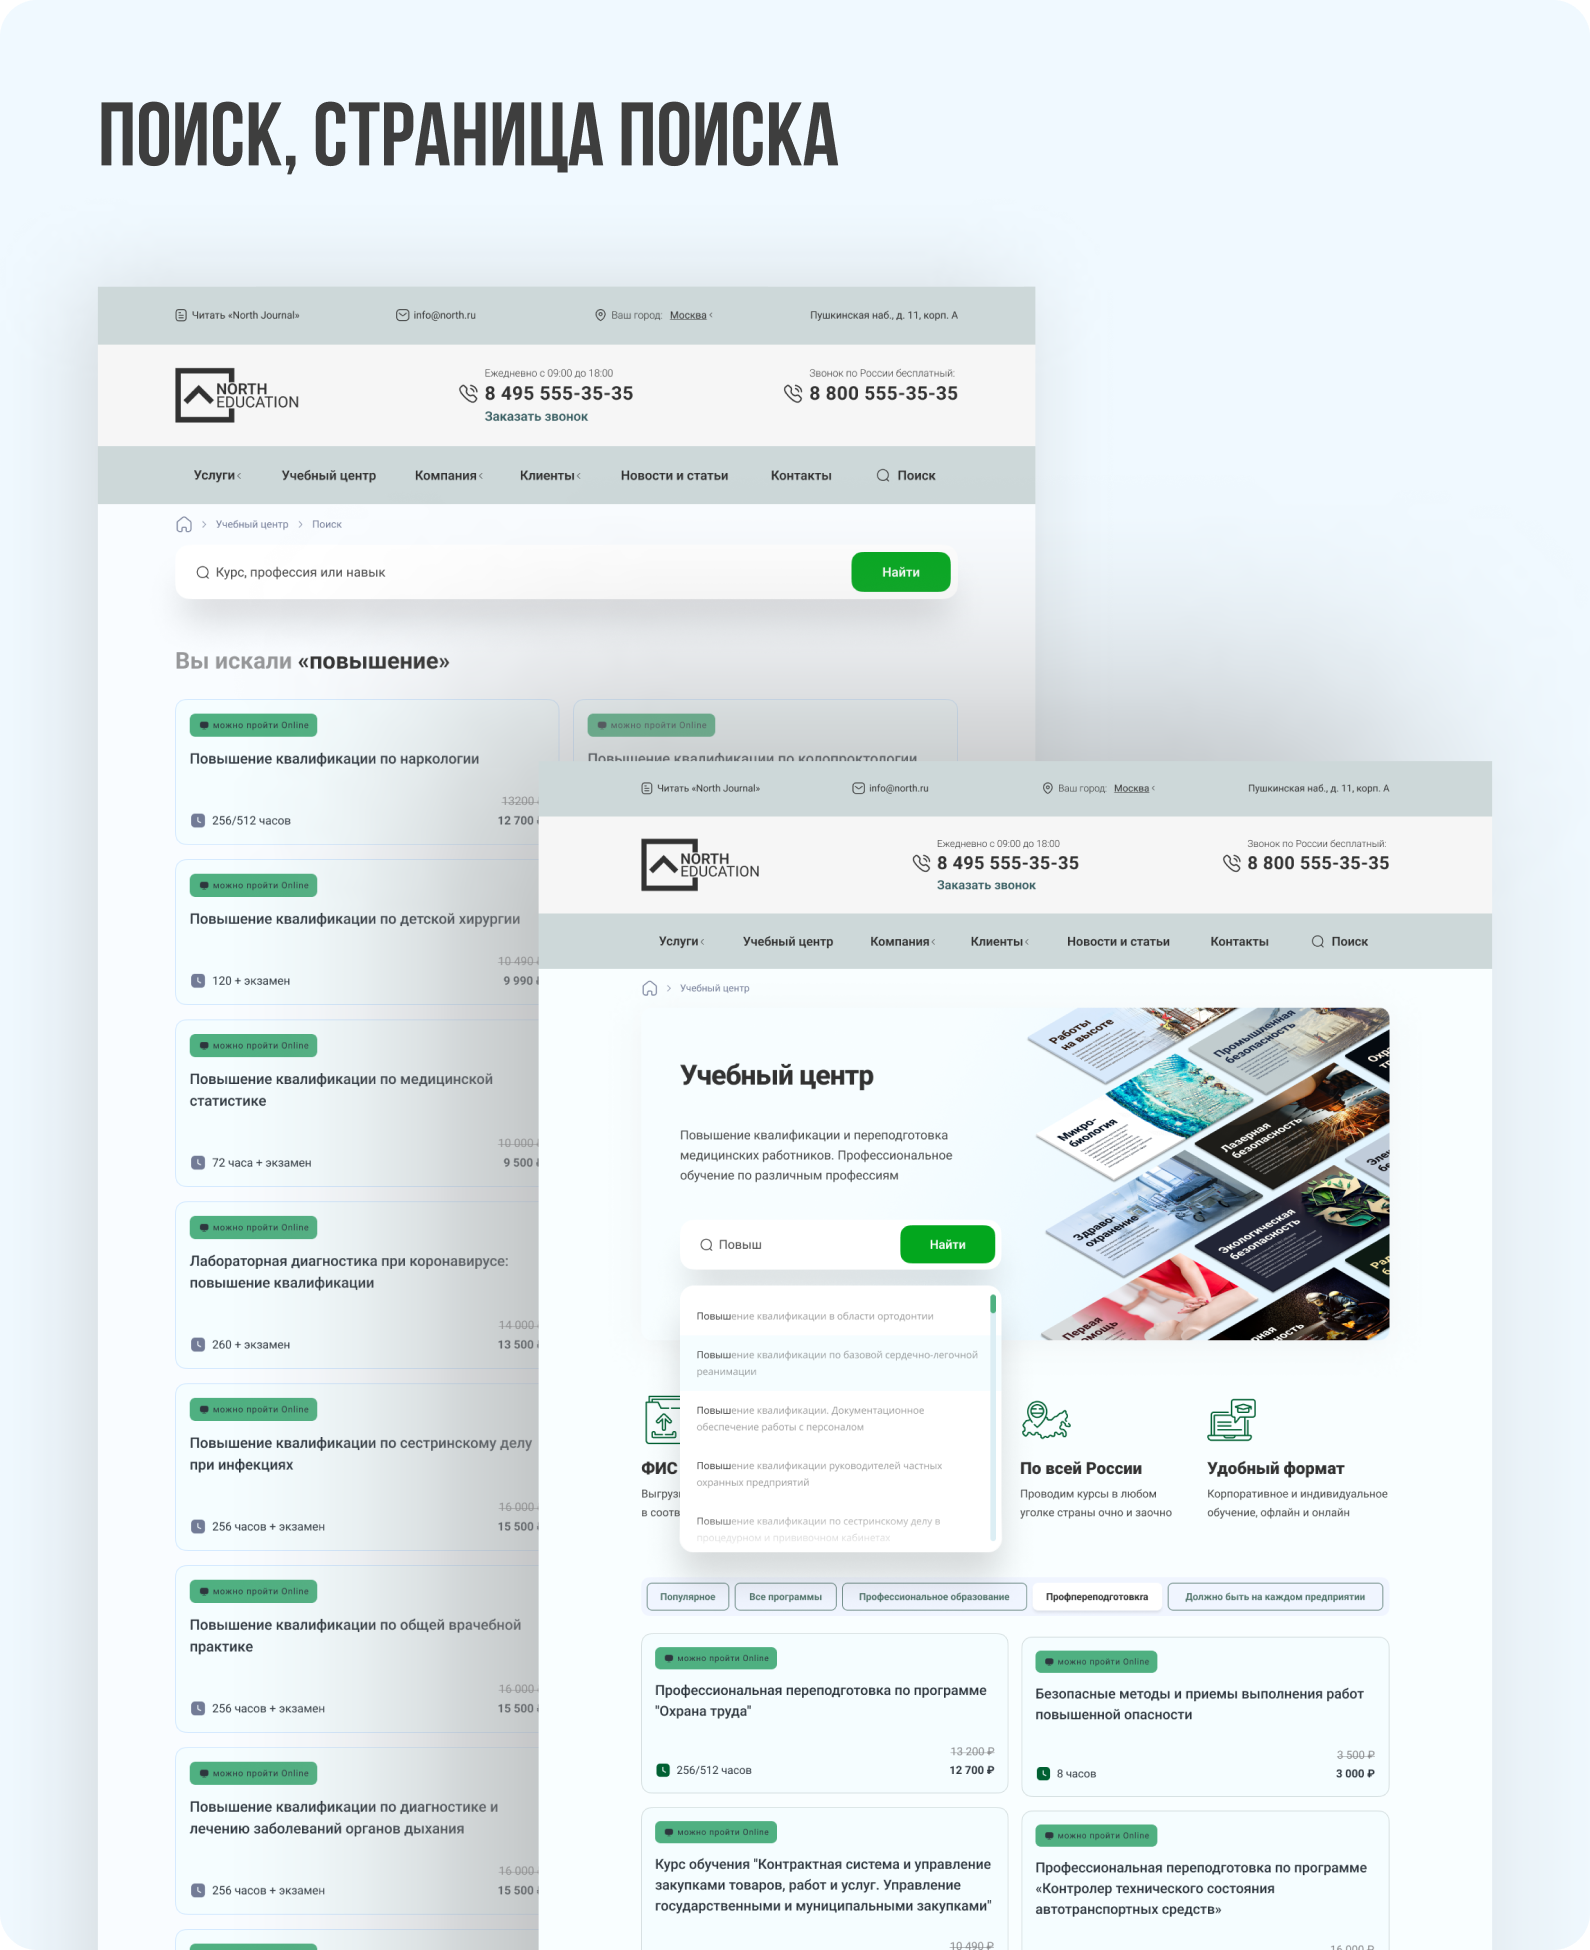 ПОИСК, СТРАНИЦА ПОИСКА
Читать «North Journal»
info@north.ru
Ваш город: Москва
Пушкинская наб., д. 11, корп. А
NORTH
EDUCATION
Ежедневно с 09:00 до 18:00
8 495 555-35-35
Заказать звонок
Звонок по России бесплатный:
8 800 555-35-35
Услуги
Учебный центр
Компания
Клиенты
Новости и статьи
Контакты
Поиск
Учебный центр
Поиск
Курс, профессия или навык
Найти
Вы искали «повышение»
можно пройти Online
Повышение квалификации по наркологии
13200
256/512 часов
12 700
можно пройти Online
Повышение квалификации по колопроктологии
можно пройти Online
Повышение квалификации по детской хирургии
10 490
120 + экзамен
9 990
можно пройти Online
Повышение квалификации по медицинской
статистике
10 000
72 часа + экзамен
9 500
можно пройти Online
Лабораторная диагностика при коронавирусе:
повышение квалификации
14 000
260 + экзамен
13 500
можно пройти Online
Повышение квалификации по сестринскому делу
при инфекциях
16 000
256 часов + экзамен
15 500
можно пройти Online
Повышение квалификации по общей врачебной
практике
16 000
256 часов + экзамен
15 500
можно пройти Online
Повышение квалификации по диагностике и
лечению заболеваний органов дыхания
16 000
256 часов + экзамен
15 500
Читать «North Journal»
info@north.ru
Ваш город: Москва
Пушкинская наб., д. 11, корп. А
NORTH
EDUCATION
Ежедневно с 09:00 до 18:00
8 495 555-35-35
Заказать звонок
Звонок по России бесплатный:
8 800 555-35-35
Услуги
Учебный центр
Компания
Клиенты
Новости и статьи
Контакты
Поиск
Учебный центр
Учебный центр
Повышение квалификации и переподготовка
медицинских работников. Профессиональное
обучение по различным профессиям
Повыш
Найти
Повышение квалификации в области ортодонтии
Повышение квалификации по базовой сердечно-легочной
реанимации
Повышение квалификации. Документационное
обеспечение работы с персоналом
Повышение квалификации руководителей частных
охранных предприятий
Повышение квалификации по сестринскому делу в
процедурном и прививочном кабинетах
Работы
на высоте
Промышленная
безопасность
Микро-
биология
Лазерная
безопасность
Здраво-
охранение
Экологическая
безопасность
Первая
ФИС
Выгруз
в соотв
По всей России
Проводим курсы в любом
уголке страны очно и заочно
Удобный формат
Корпоративное и индивидуальное
обучение, офлайн и онлайн
Популярное
Все программы
Профессиональное образование
Профпереподготовкга
Должно быть на каждом предприятии
можно пройти Online
Профессиональная переподготовка по программе
"Охрана труда"
13 200 ₽
256/512 часов
12 700 ₽
можно пройти Online
Безопасные методы и приемы выполнения работ
повышенной опасности
3 500 ₽
8 часов
3 000 ₽
можно пройти Online
Курс обучения "Контрактная система и управление
закупками товаров, работ и услуг. Управление
государственными и муниципальными закупками"
10 490 ₽
можно пройти Online
Профессиональная переподготовка по программе
«Контролер технического состояния
автотранспортных средств»
16 000 ₽